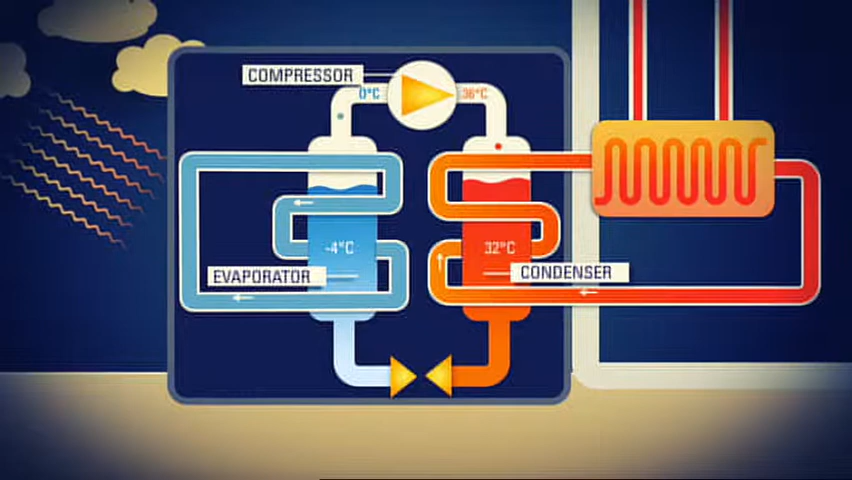 COMPRESSOR
0°C
36°C
-4°C
32°C
EVAPORATOR
CONDENSER